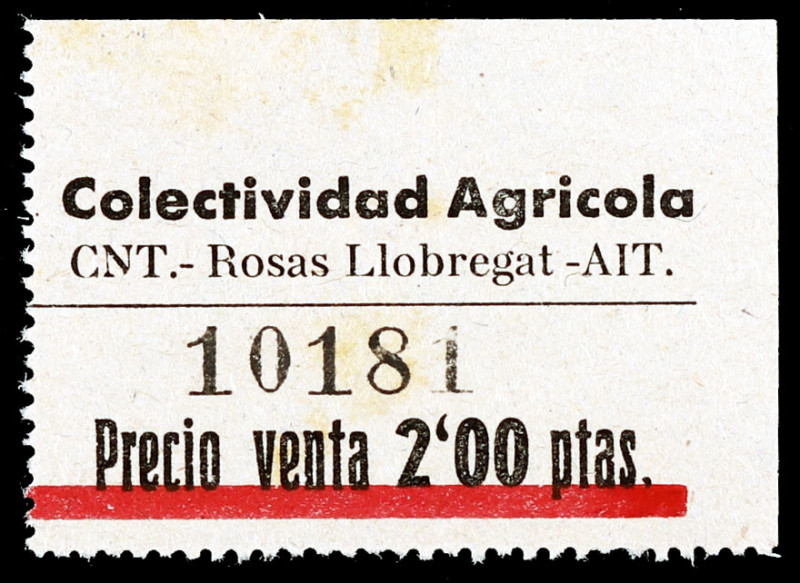 Colectividad Agricola
CNT.- Rosas Llobregat -AIT.
10181
Precio venta 2'00 ptas.